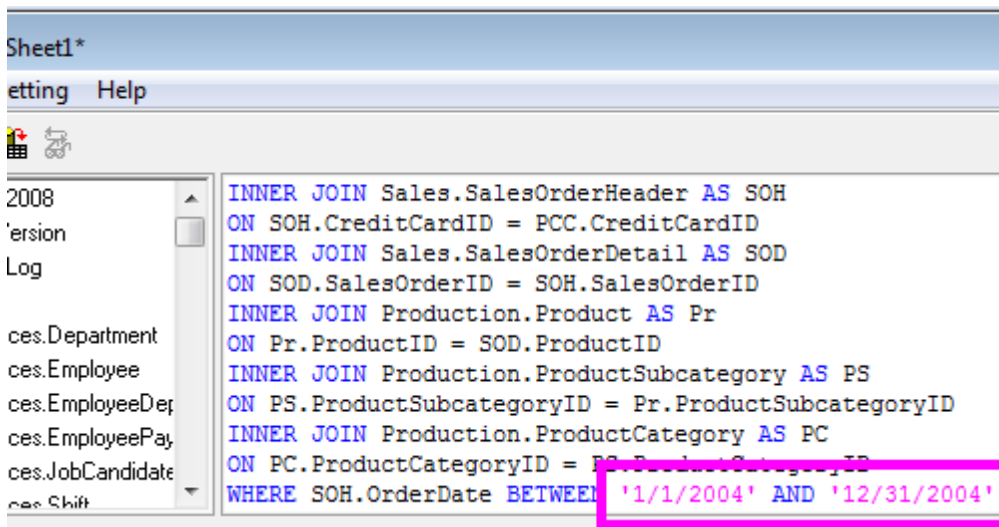 Sheet1*
etting Help
2008
ersion
Log
ces.Department
ces.Employee
ces.EmployeeDep
ces.EmployeePay
ces.JobCandidate
ces.Shift
INNER JOIN Sales.SalesOrderHeader AS SOH
ON SOH.CreditCardID = PCC.CreditCardID
INNER JOIN Sales.SalesOrderDetail AS SOD
ON SOD.SalesOrderID = SOH.SalesOrderID
INNER JOIN Production.Product AS Pr
ON Pr.ProductID = SOD.ProductID
INNER JOIN Production.ProductSubcategory AS PS
ON PS.ProductSubcategoryID = Pr.ProductSubcategoryID
INNER JOIN Production.ProductCategory AS PC
ON PC.ProductCategoryID = PS.ProductCategoryID
WHERE SOH.OrderDate BETWEEN '1/1/2004' AND '12/31/2004'